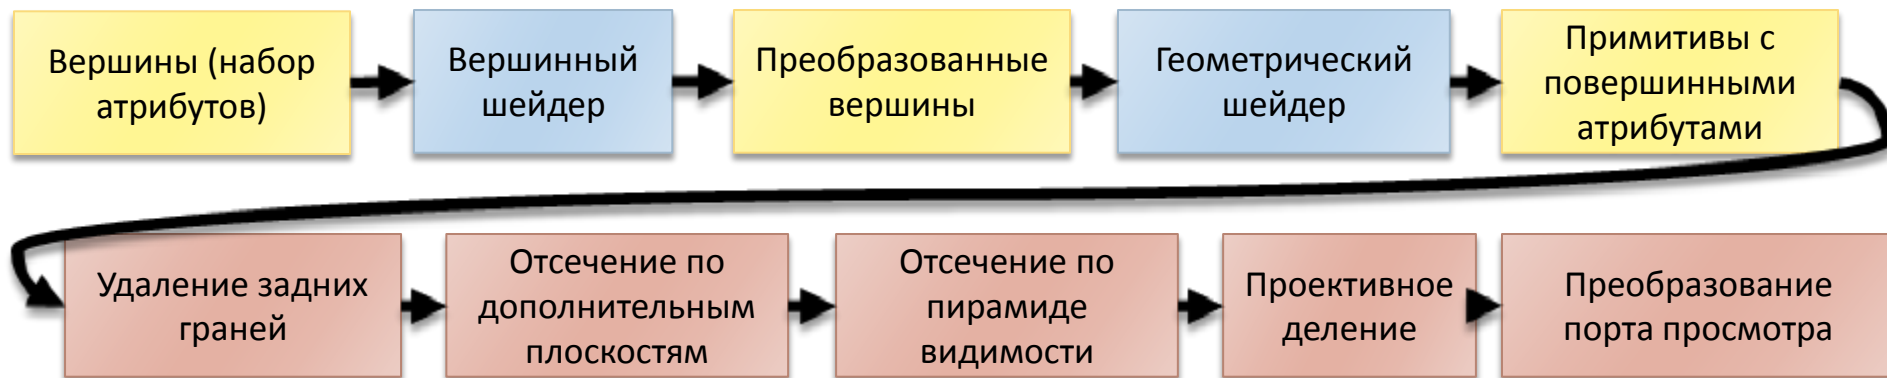 Вершины (набор
атрибутов)
Вершинный
шейдер
Преобразованные
вершины
Геометрический
шейдер
Примитивы с
повершинными
атрибутами
Удаление задних
граней
Отсечение по
дополнительным
плоскостям
Отсечение по
пирамиде
видимости
Проективное
деление
Преобразование
порта просмотра